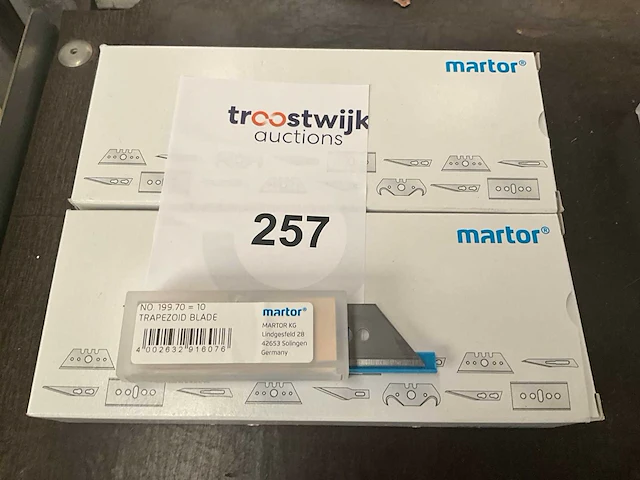 martor®
troostwijk
auctions
257
martor®
NO. 199.70 = 10
TRAPEZOID BLADE
4 002632 916076
martor®
MARTOR KG
Lindgesfeld 28
42653 Solingen
Germany